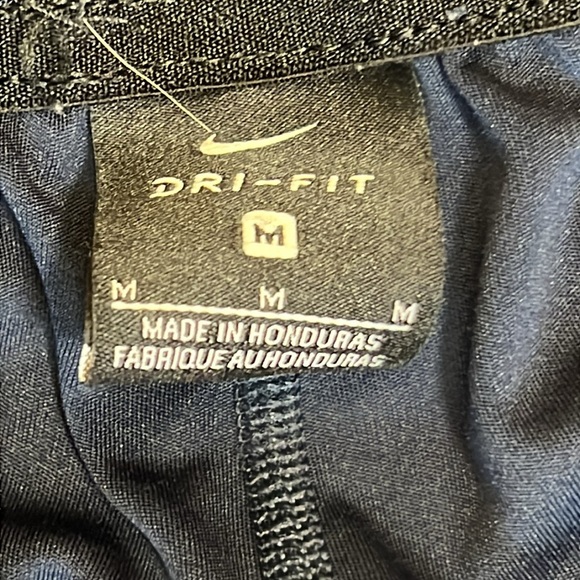 DRI-FIT
M
M M M
MADE IN HONDURAS
FABRIQUE AU HONDURAS